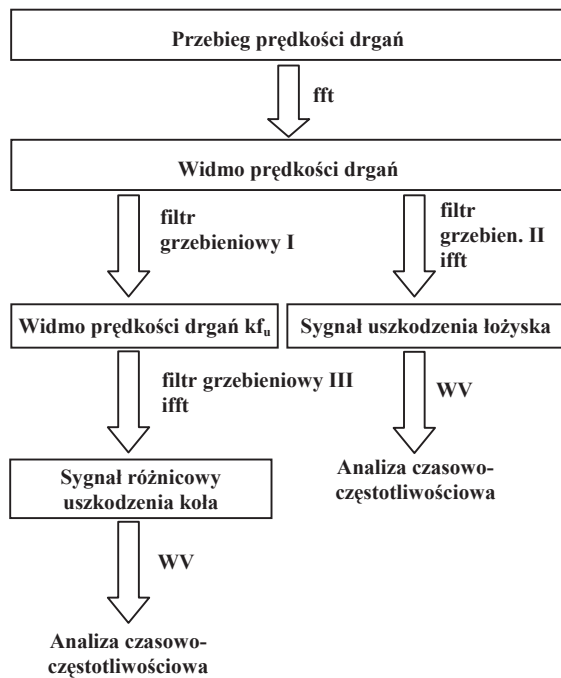 Przebieg prędkości drgań
fft
Widmo prędkości drgań
filtr
grzebieniowy I
filtr
grzebien. II
ifft
Widmo prędkości drgań kfᵤ
Sygnał uszkodzenia łożyska
filtr grzebieniowy III
ifft
WV
Analiza czasowo-
częstotliwościowa
Sygnał różnicowy
uszkodzenia koła
WV
Analiza czasowo-
częstotliwościowa